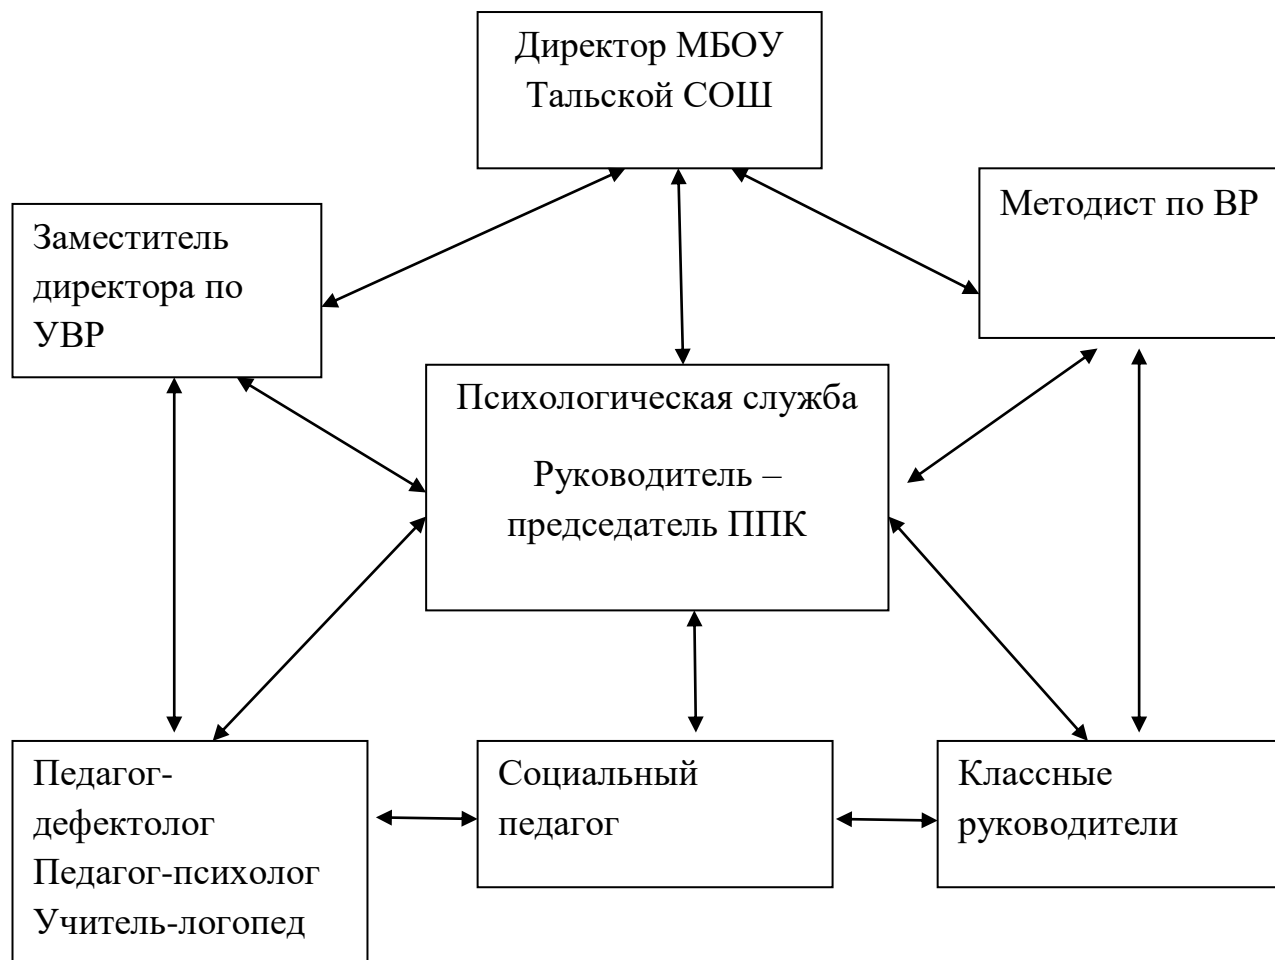 Директор МБОУ
Тальской СОШ
Методист по ВР
Заместитель
директора по
УВР
Психологическая служба
Руководитель –
председатель ППК
Педагог-
дефектолог
Педагог-психолог
Учитель-логопед
Социальный
педагог
Классные
руководители